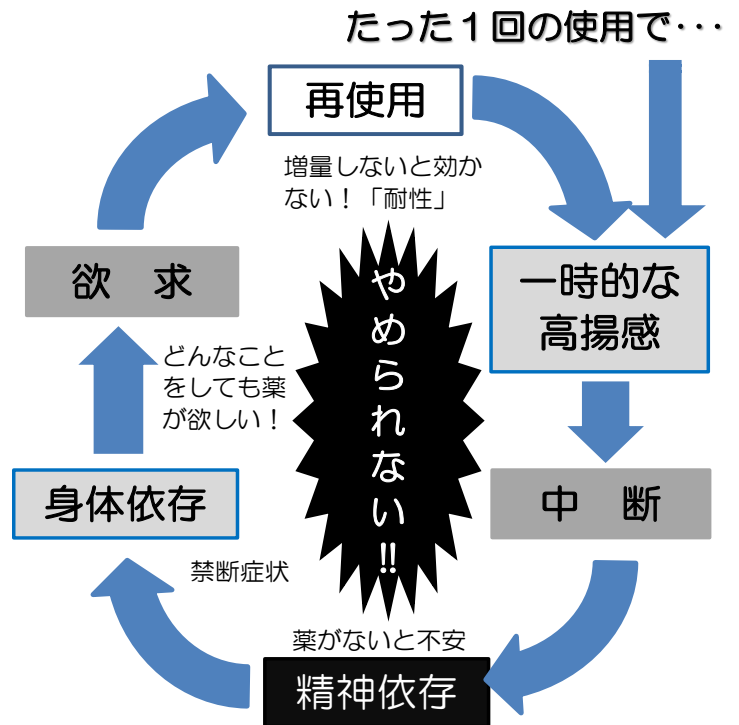 たった１回の使用で･･･
再使用
増量しないと効か
ない！「耐性」
一時的な
高揚感
中　断
精神依存
薬がないと不安
身体依存
禁断症状
欲　求
どんなこと
をしても薬
が欲しい！
やめられない!!